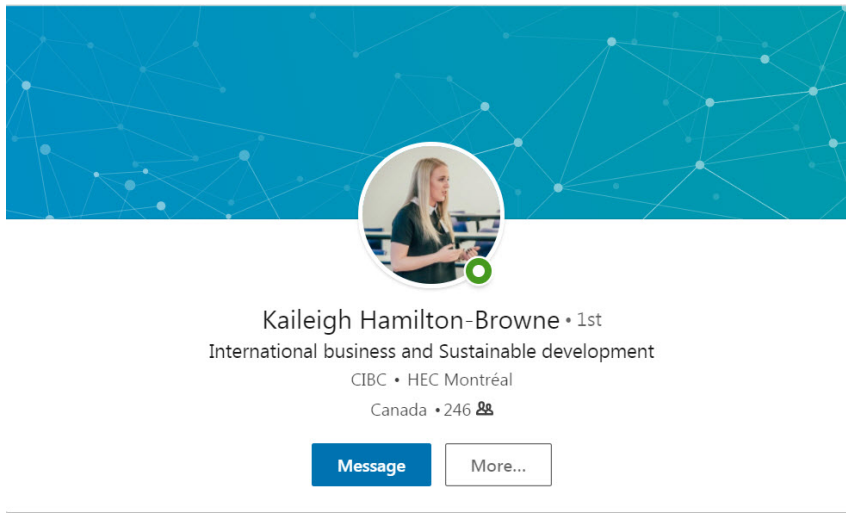 Kaileigh Hamilton-Browne • 1st
International business and Sustainable development
CIBC • HEC Montréal
Canada • 246
Message
More...